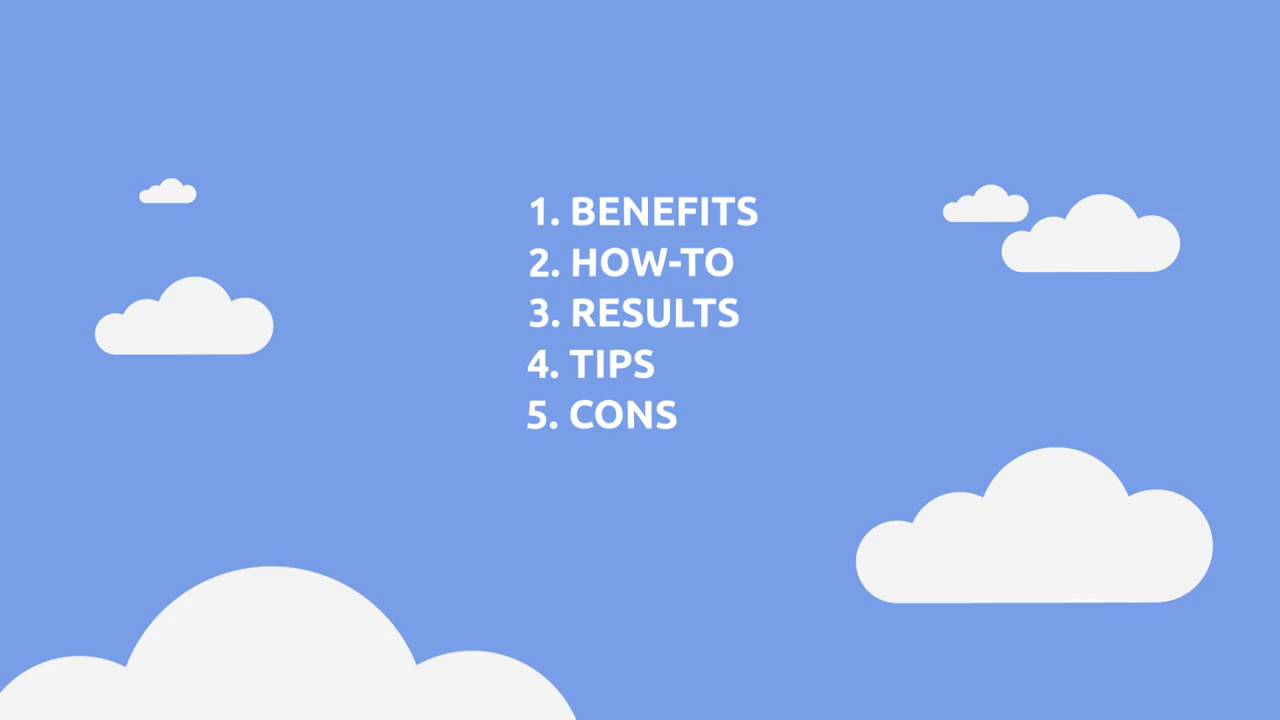 1. BENEFITS
2. HOW-TO
3. RESULTS
4. TIPS
5. CONS